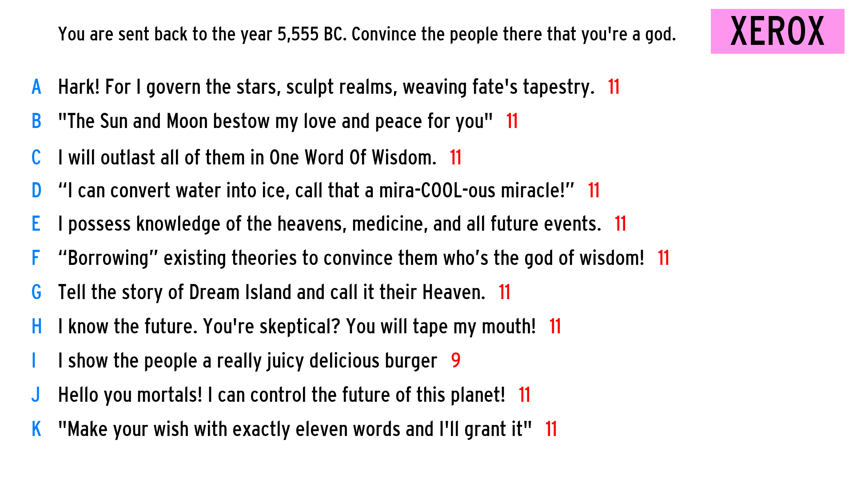 You are sent back to the year 5,555 BC. Convince the people there that you're a god.
XEROX
A Hark! For I govern the stars, sculpt realms, weaving fate's tapestry. 11
B "The Sun and Moon bestow my love and peace for you" 11
C I will outlast all of them in One Word Of Wisdom. 11
D “I can convert water into ice, call that a mira-COOL-ous miracle!” 11
E I possess knowledge of the heavens, medicine, and all future events. 11
F “Borrowing” existing theories to convince them who’s the god of wisdom! 11
G Tell the story of Dream Island and call it their Heaven. 11
H I know the future. You're skeptical? You will tape my mouth! 11
I I show the people a really juicy delicious burger 9
J Hello you mortals! I can control the future of this planet! 11
K "Make your wish with exactly eleven words and I'll grant it" 11